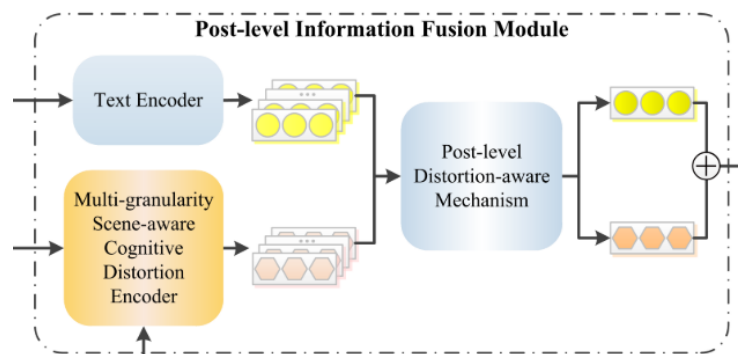 Post-level Information Fusion Module
Text Encoder
Multi-granularity
Scene-aware
Cognitive
Distortion
Encoder
Post-level
Distortion-aware
Mechanism